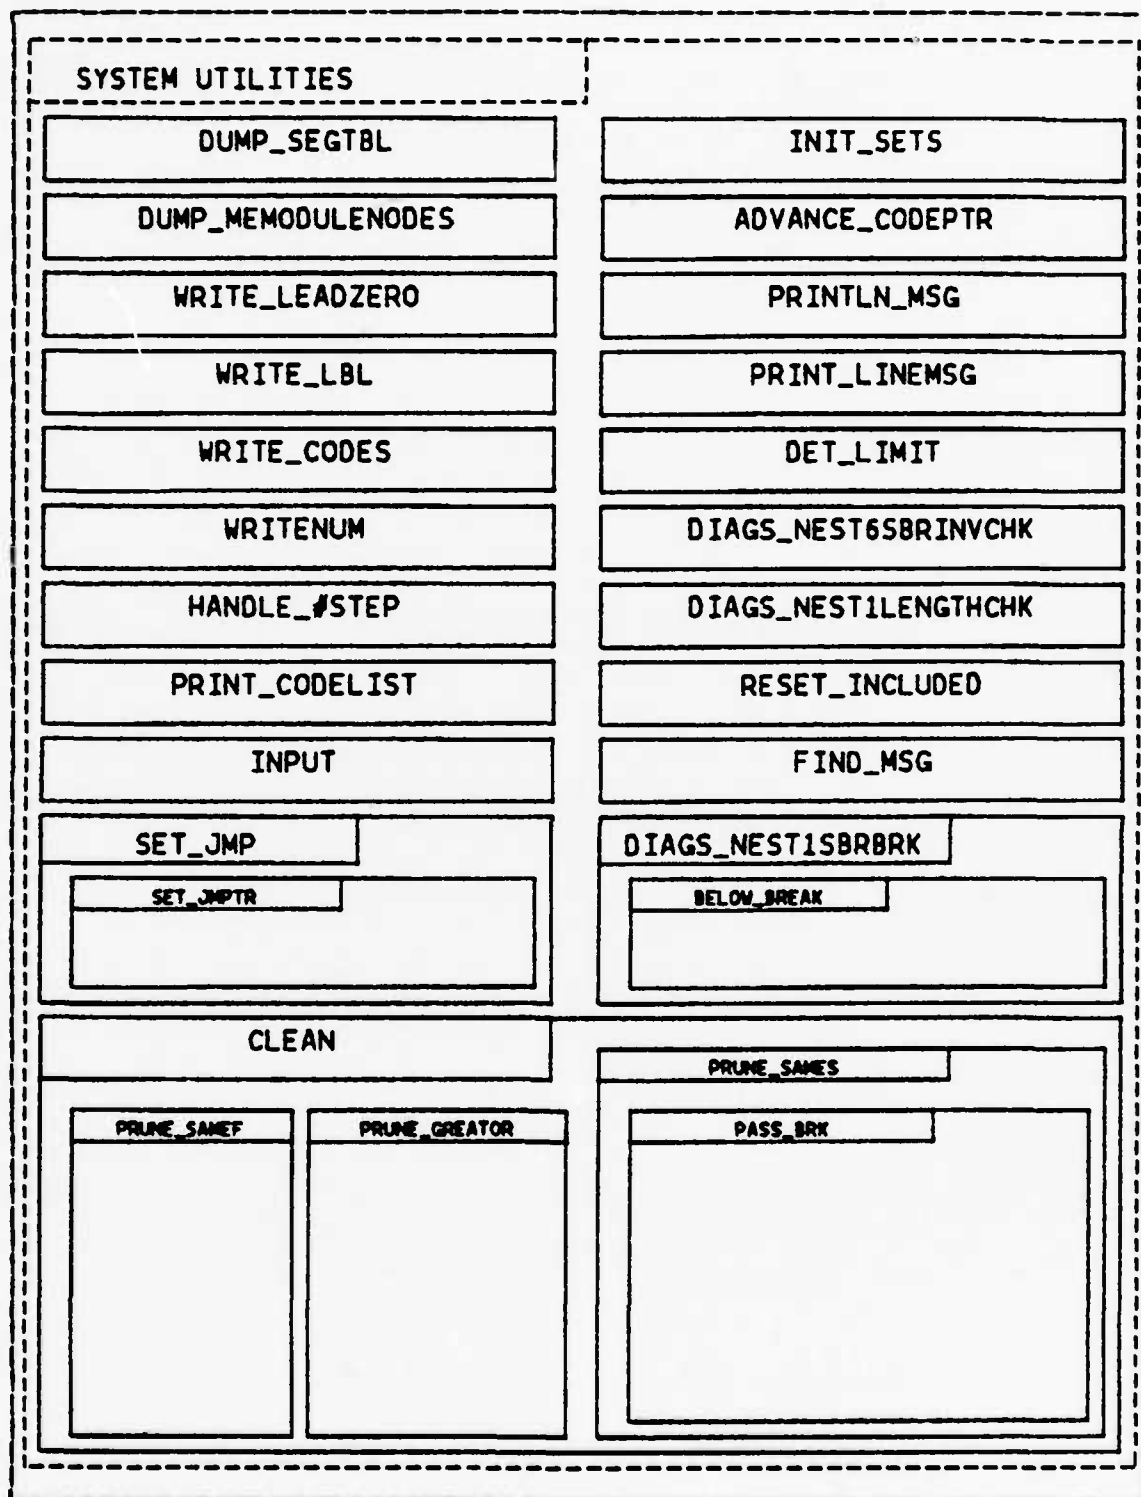 SYSTEM UTILITIES
DUMP_SEGTBL
DUMP_MEMODULENODES
WRITE_LEADZERO
WRITE_LBL
WRITE_CODES
WRITENUM
HANDLE_#STEP
PRINT_CODELIST
INPUT
SET_JMP
SET_JMPTR
INIT_SETS
ADVANCE_CODEPTR
PRINTLN_MSG
PRINT_LINEMSG
DET_LIMIT
DIAGS_NEST6SBRINVCHK
DIAGS_NEST1LENGTHCHK
RESET_INCLUDED
FIND_MSG
DIAGS_NEST1SBRBRK
BELOW_BREAK
CLEAN
PRUNE_SAMEF
PRUNE_GREATOR
PRUNE_SAMES
PASS_BRK